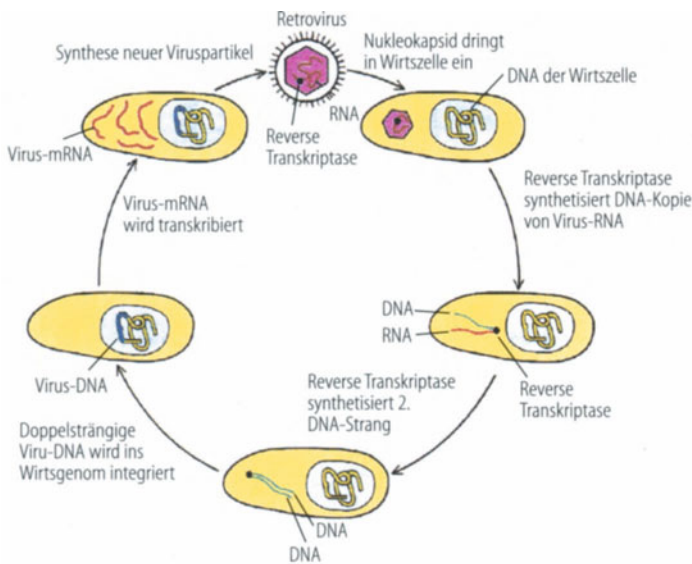 Retrovirus
Synthese neuer Viruspartikel
Nukleokapsid dringt
in Wirtszelle ein
DNA der Wirtszelle
RNA
Reverse
Transkriptase
Virus-mRNA
Virus-mRNA
wird transkribiert
Reverse Transkriptase
synthetisiert DNA-Kopie
von Virus-RNA
DNA
RNA
Reverse
Transkriptase
Virus-DNA
Reverse Transkriptase
synthetisiert 2.
DNA-Strang
Doppelsträngige
Viru-DNA wird ins
Wirtsgenom integriert
DNA
DNA